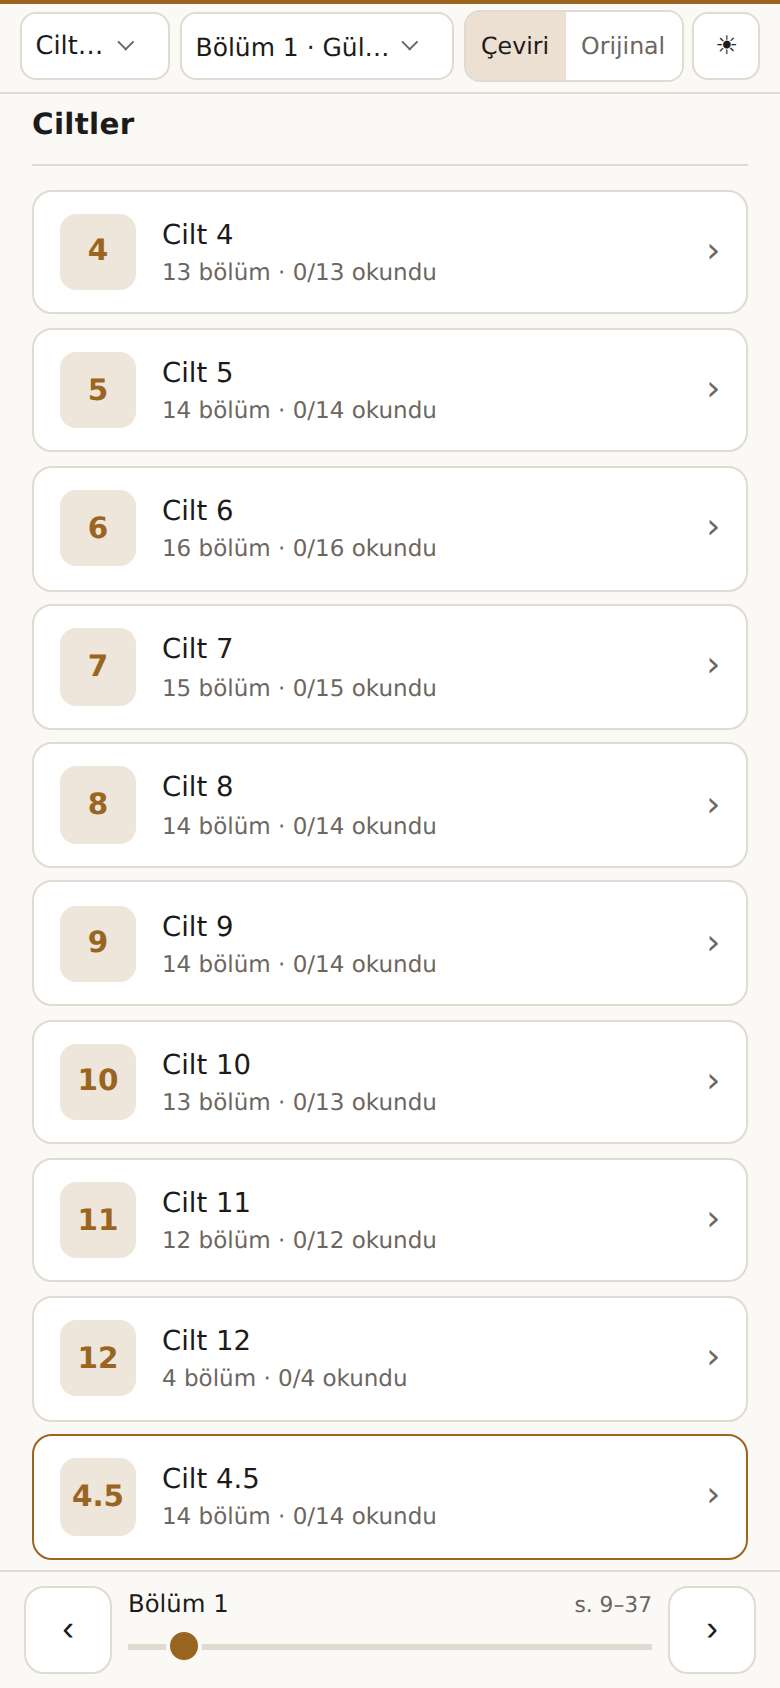 Cilt...
Bölüm 1 · Gül...
Çeviri
Orijinal
Ciltler
4
Cilt 4
13 bölüm · 0/13 okundu
5
Cilt 5
14 bölüm · 0/14 okundu
6
Cilt 6
16 bölüm · 0/16 okundu
7
Cilt 7
15 bölüm · 0/15 okundu
8
Cilt 8
14 bölüm · 0/14 okundu
9
Cilt 9
14 bölüm · 0/14 okundu
10
Cilt 10
13 bölüm · 0/13 okundu
11
Cilt 11
12 bölüm · 0/12 okundu
12
Cilt 12
4 bölüm · 0/4 okundu
4.5
Cilt 4.5
14 bölüm · 0/14 okundu
Bölüm 1
s. 9–37